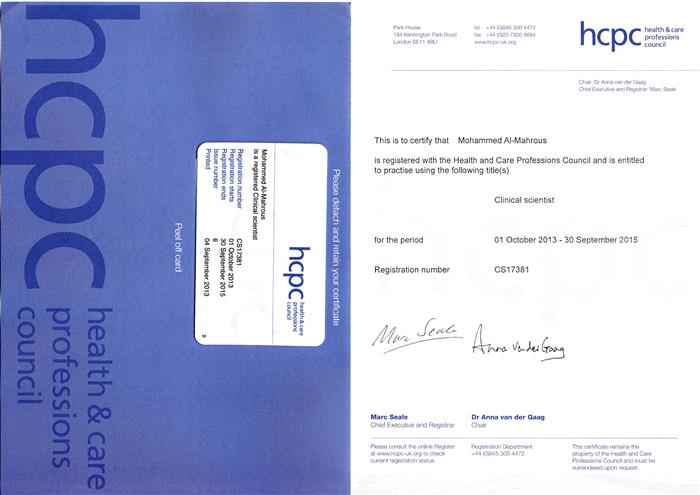 hcpc
health & care
professions
council
Please detach and retain your certificate
hcpc
health & care
professions
council
Mohammed Al-Mahrous
is a registered Clinical scientist
Registration number CS17381
Registration starts 01 October 2013
Registration ends 30 September 2015
Issue number 6
Printed 04 September 2013
9
Peel off card
Park House
184 Kennington Park Road
London SE11 4BU
tel +44 (0)845 300 4472
fax +44 (0)20 7820 9684
www.hcpc-uk.org
hcpc
health & care
professions
council
Chair: Dr Anna van der Gaag
Chief Executive and Registrar: Marc Seale
This is to certify that Mohammed Al-Mahrous
is registered with the Health and Care Professions Council and is entitled
to practise using the following title(s)
Clinical scientist
for the period 01 October 2013 - 30 September 2015
Registration number CS17381
Marc Seale
Anna van der Gaag
Marc Seale
Chief Executive and Registrar
Dr Anna van der Gaag
Chair
Please consult the online Register
at www.hcpc-uk.org to check
current registration status.
Registration Department
+44 (0)845 300 4472
This certificate remains the
property of the Health and Care
Professions Council and must be
surrendered upon request.